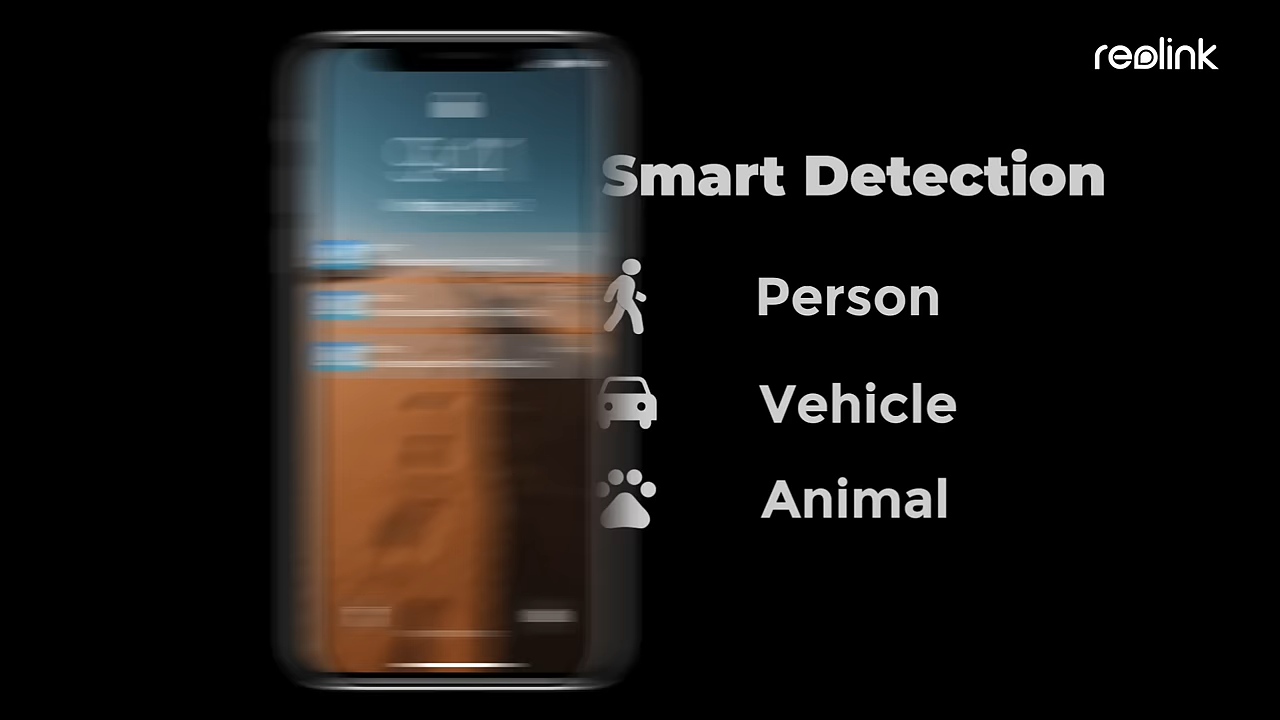 reolink
Smart Detection
Person
Vehicle
Animal